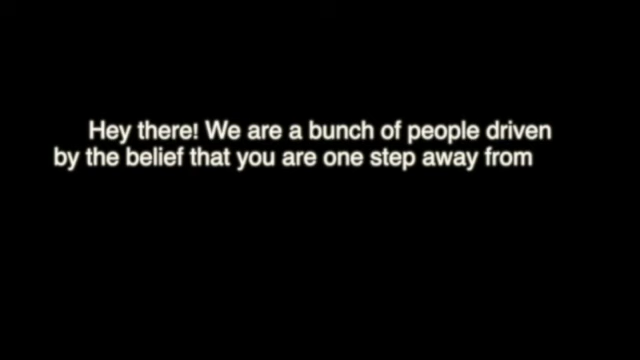 Hey there! We are a bunch of people driven
by the belief that you are one step away from